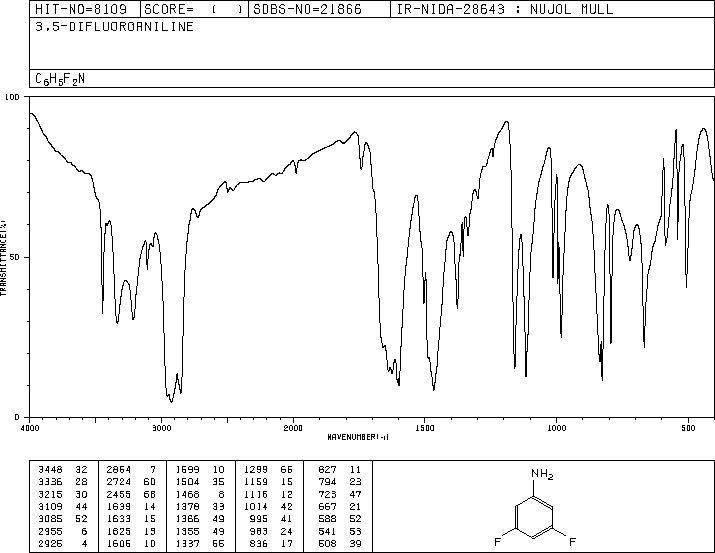 HIT-NO=8109 SCORE= ( ) SDBS-NO=21866 IR-NIDA-28643 : NUJOL MULL
3,5-DIFLUOROANILINE
C6H5F2N
100
50
0
TRANSMITTANCE(%)
4000 3000 2000 1500 1000 500
WAVENUMBER(-1)
3448 32 2864 7 1599 10 1299 66 827 11
3336 28 2724 60 1504 35 1159 15 794 23
3215 30 2455 68 1468 8 1116 12 723 47
3109 44 1639 14 1378 33 1014 42 667 21
3085 52 1633 15 1366 49 995 41 588 52
2955 6 1625 13 1355 49 983 24 541 53
2925 4 1606 10 1337 55 836 17 508 39
NH2
F F